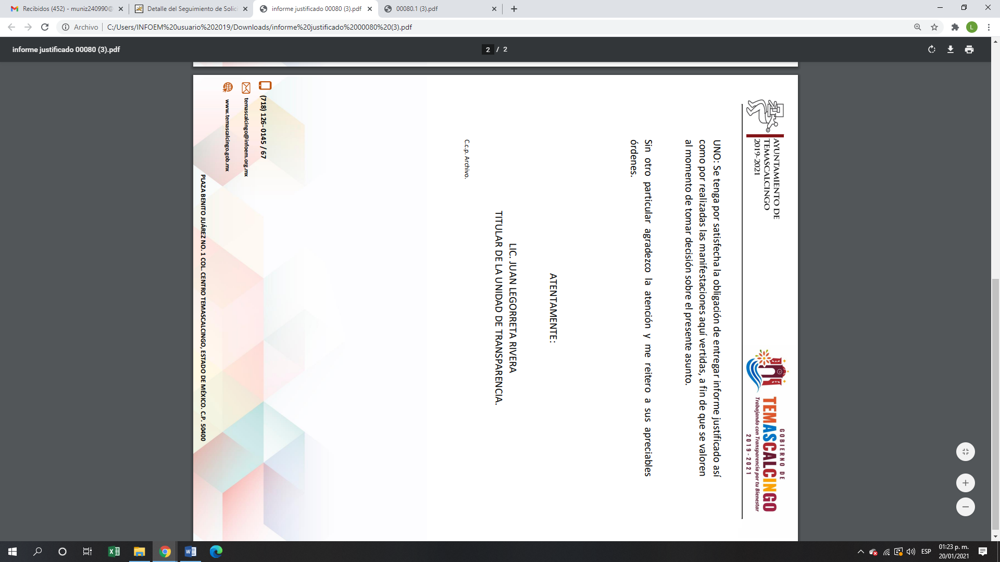 Recibidos (452) - muniz240990@
Detalle del Seguimiento de Solici
informe justificado 00080 (3).pdf
00080.1 (3).pdf
Archivo
C:/Users/INFOEM%20usuario%202019/Downloads/informe%20justificado%2000080%20(3).pdf
L
informe justificado 00080 (3).pdf
2 / 2
AYUNTAMIENTO DE
TEMASCALCINGO
2019-2021
GOBIERNO DE
TEMASCALCINGO
Trabajando con Transparencia por tu Bienestar
2019-2021
UNO: Se tenga por satisfecha la obligación de entregar informe justificado así
como por realizadas las manifestaciones aquí vertidas, a fin de que se valoren
al momento de tomar decisión sobre el presente asunto.
Sin otro particular agradezco la atención y me reitero a sus apreciables
órdenes.
ATENTAMENTE:
LIC. JUAN LEGORRETA RIVERA
TITULAR DE LA UNIDAD DE TRANSPARENCIA.
C.c.p. Archivo.
(718) 126- 0145 / 67
temascalcingo@infoem.org.mx
www.temascalcingo.gob.mx
PLAZA BENITO JUÁREZ NO. 1 COL. CENTRO TEMASCALCINGO, ESTADO DE MÉXICO. C.P. 50400
ESP
01:23 p. m.
20/01/2021